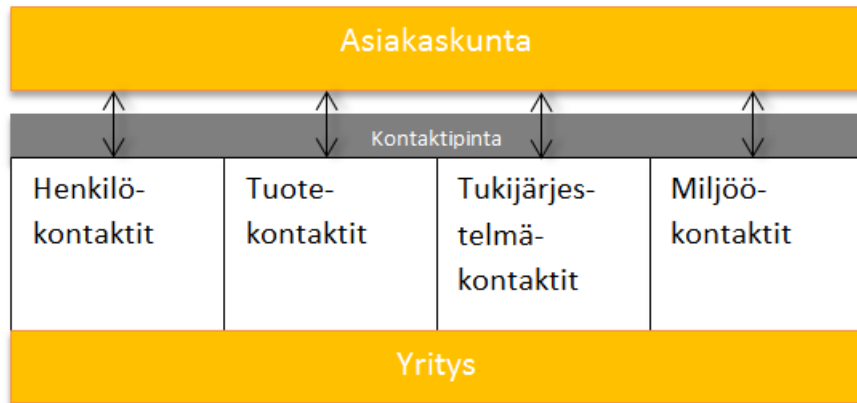 Asiakaskunta
Kontaktipinta
Henkilö-
kontaktit
Tuote-
kontaktit
Tukijärjes-
telmä-
kontaktit
Miljöö-
kontaktit
Yritys